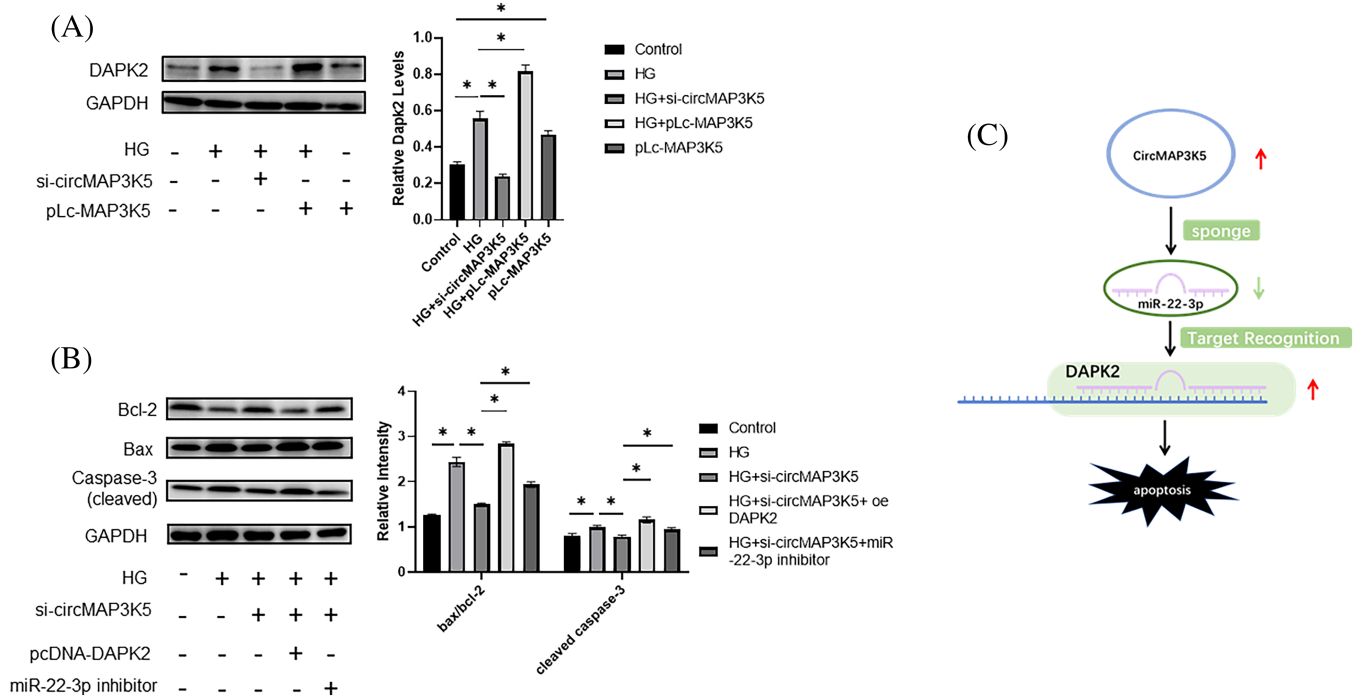 (A)
DAPK2
GAPDH
HG - + + + -
si-circMAP3K5 - - + - -
pLc-MAP3K5 - - - + +
Relative Dapk2 Levels
1.0
0.8
0.6
0.4
0.2
0.0
* * * *
Control
HG
HG+si-circMAP3K5
HG+pLc-MAP3K5
pLc-MAP3K5
Control
HG
HG+si-circMAP3K5
HG+pLc-MAP3K5
pLc-MAP3K5
(B)
Bcl-2
Bax
Caspase-3
(cleaved)
GAPDH
HG - + + + +
si-circMAP3K5 - - + + +
pcDNA-DAPK2 - - - + -
miR-22-3p inhibitor - - - - +
Relative intensity
4
3
2
1
0
* * * *
* * * *
bax/bcl-2
cleaved caspase-3
Control
HG
HG+si-circMAP3K5
HG+si-circMAP3K5+ oe
DAPK2
HG+si-circMAP3K5+miR
-22-3p inhibitor
(C)
CircMAP3K5
sponge
miR-22-3p
Target Recognition
DAPK2
apoptosis